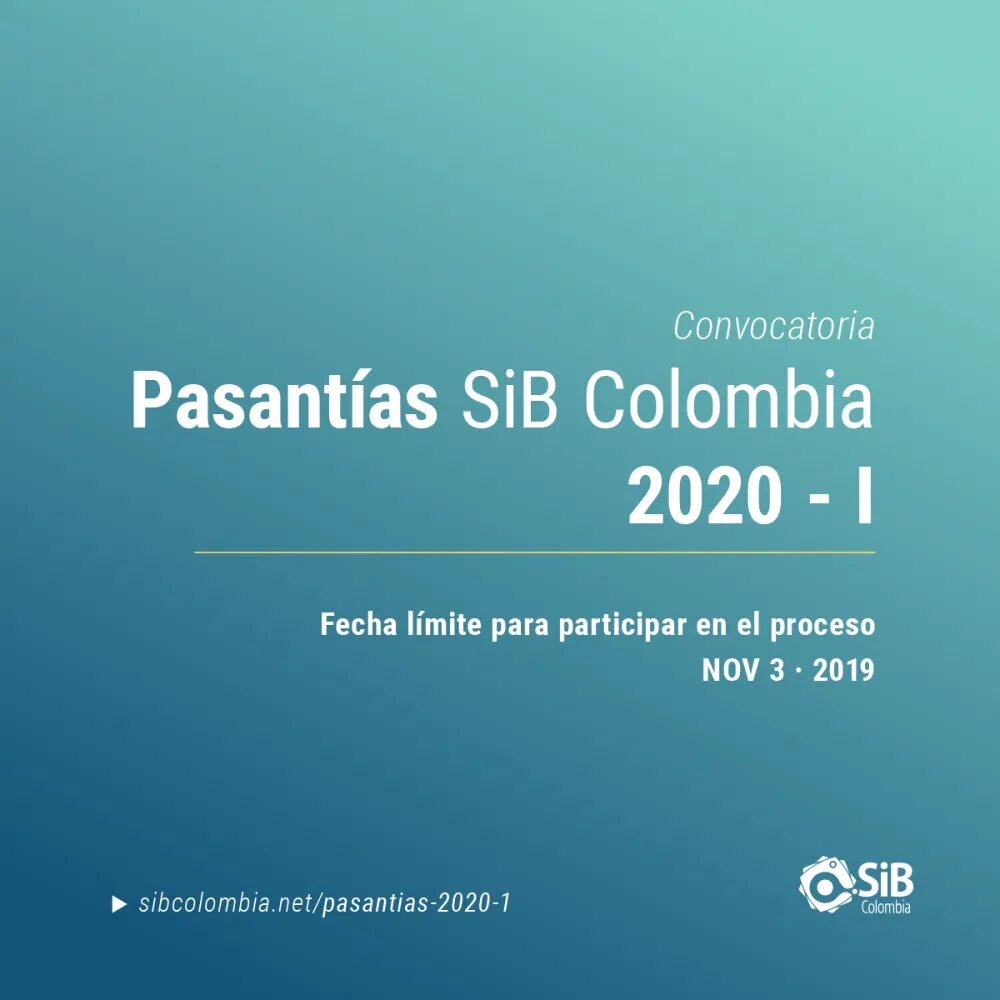 Convocatoria
Pasantías SiB Colombia
2020 - I
Fecha límite para participar en el proceso
NOV 3 · 2019
sibcolombia.net/pasantias-2020-1
SiB
Colombia